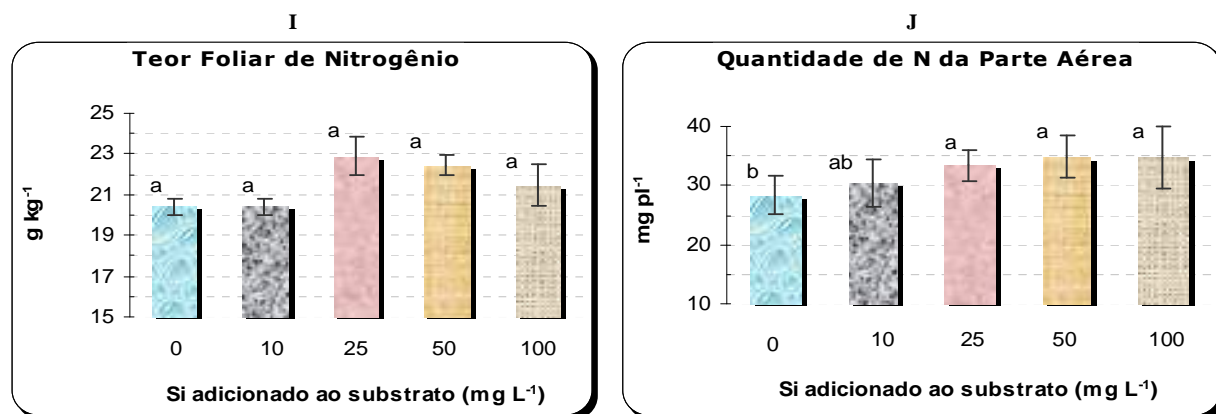 I
Teor Foliar de Nitrogênio
25
23
21
19
17
15
g kg⁻¹
a
a
a
a
a
0
10
25
50
100
Si adicionado ao substrato (mg L⁻¹)
J
Quantidade de N da Parte Aérea
40
30
20
10
mg pl⁻¹
b
ab
a
a
a
0
10
25
50
100
Si adicionado ao substrato (mg L⁻¹)